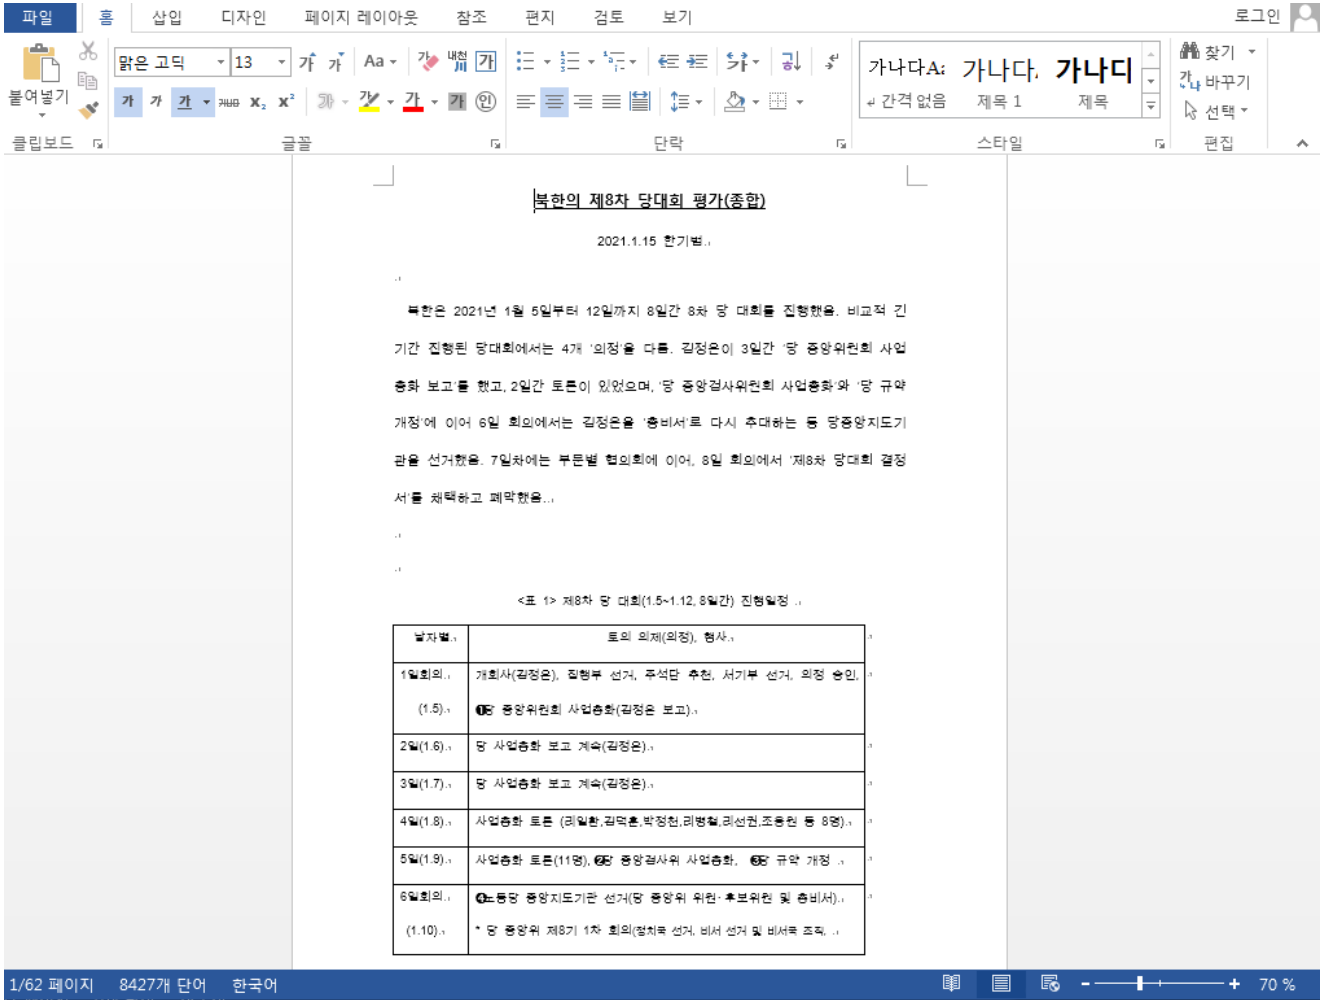 파일 홈 삽입 디자인 페이지 레이아웃 참조 편지 검토 보기 로그인
맑은 고딕 13 가 가 Aa 가 내천 가 찾기
붙여넣기 가나다Aa 가나다 가나다 바꾸기
가 가 가 X₂ X² 가 가 가 가 간격 없음 제목 1 제목 선택
클립보드 글꼴 단락 스타일 편집
북한의 제8차 당대회 평가(종합)
2021.1.15 한기범
북한은 2021년 1월 5일부터 12일까지 8일간 8차 당 대회를 진행했음. 비교적 긴
기간 진행된 당대회에서는 4개 '의정'을 다룸. 김정은이 3일간 '당 중앙위원회 사업
총화 보고'를 했고, 2일간 토론이 있었으며, '당 중앙검사위원회 사업총화'와 '당 규약
개정'에 이어 6일 회의에서는 김정은을 '총비서'로 다시 추대하는 등 당중앙지도기
관을 선거했음. 7일차에는 부문별 협의회에 이어, 8일 회의에서 '제8차 당대회 결정
서'를 채택하고 폐막했음.
<표 1> 제8차 당 대회(1.5~1.12, 8일간) 진행일정
날자별 토의 의제(의정), 행사
1일회의 개회사(김정은), 집행부 선거, 주석단 추천, 서기부 선거, 의정 승인,
(1.5) ❶당 중앙위원회 사업총화(김정은 보고)
2일(1.6) 당 사업총화 보고 계속(김정은)
3일(1.7) 당 사업총화 보고 계속(김정은)
4일(1.8) 사업총화 토론 (리일환,김덕훈,박정천,리병철,리선권,조용원 등 8명)
5일(1.9) 사업총화 토론(11명), ❷당 중앙검사위 사업총화, ❸당 규약 개정
6일회의 ❹노동당 중앙지도기관 선거(당 중앙위 위원·후보위원 및 총비서)
(1.10) * 당 중앙위 제8기 1차 회의(정치국 선거, 비서 선거 및 비서국 조직,
1/62 페이지 8427개 단어 한국어 70 %